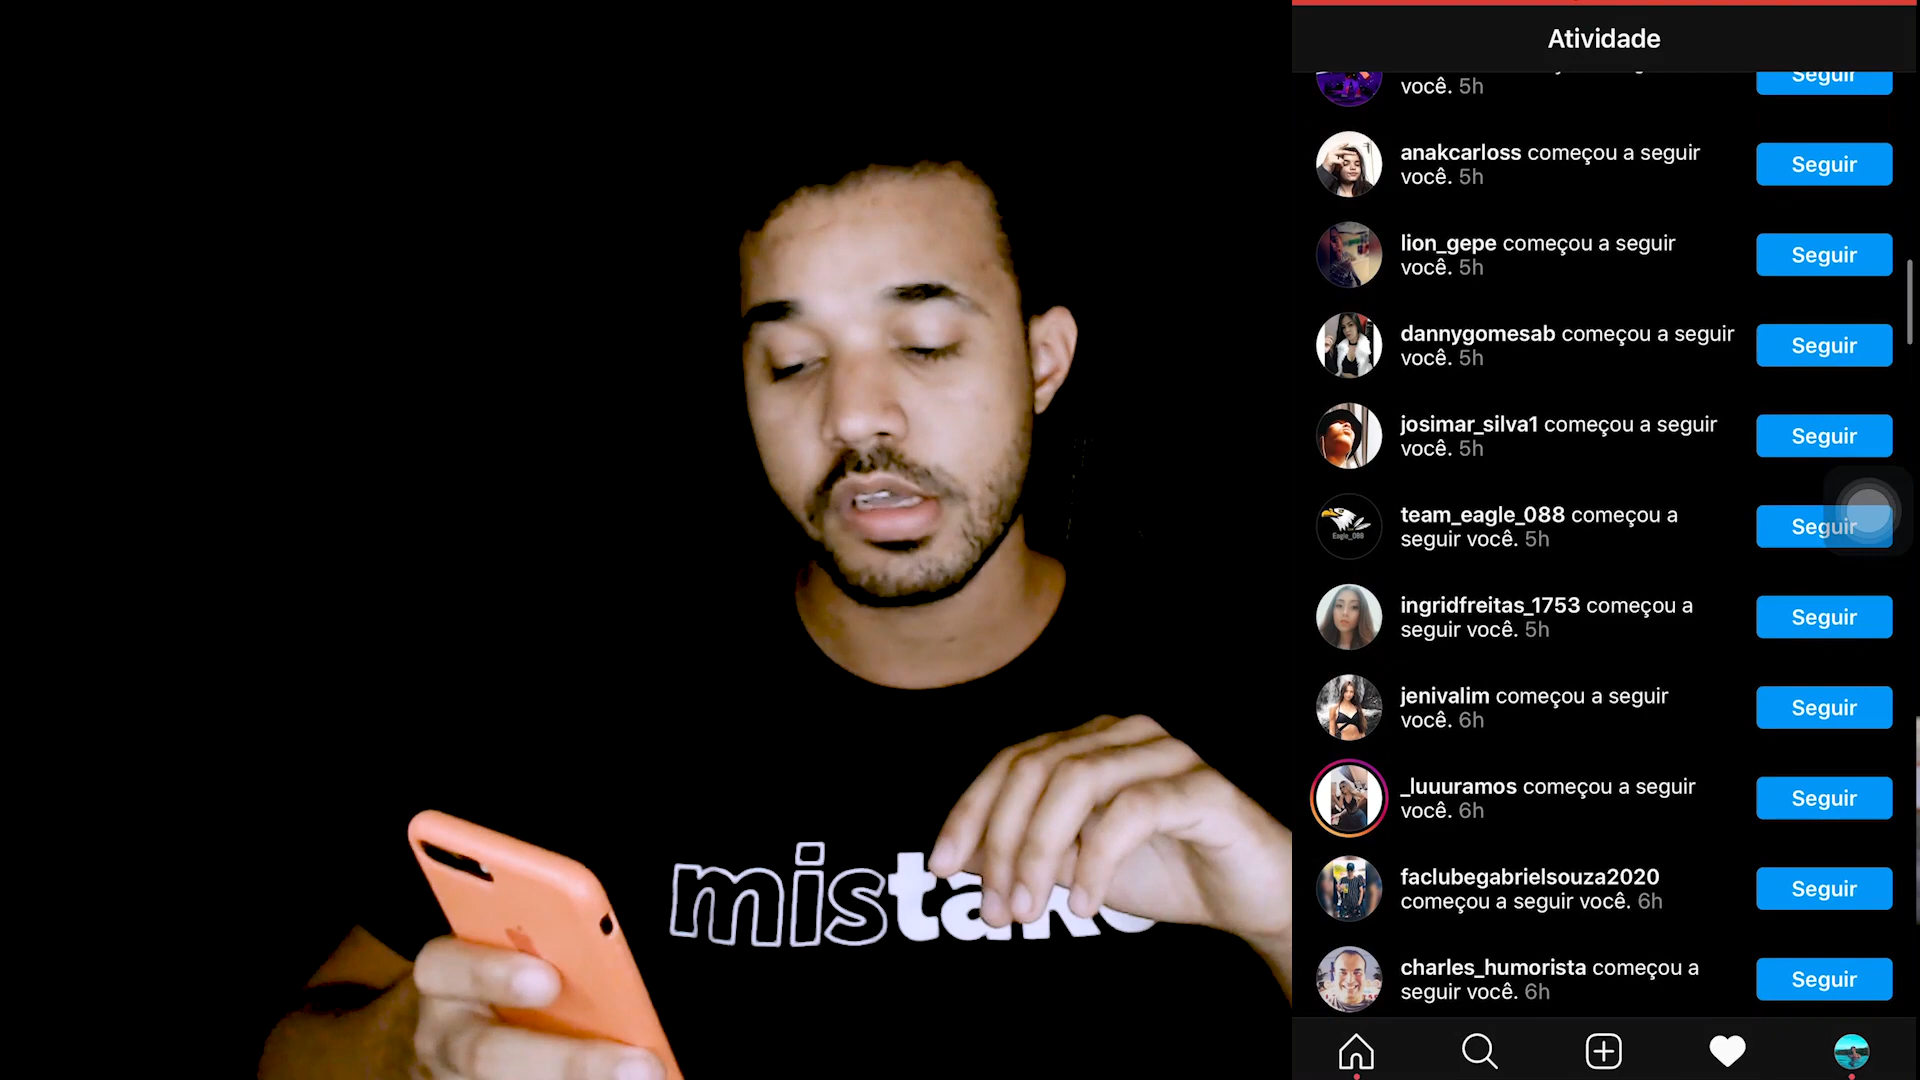 mistake
Atividade
você. 5h
Seguir
anakcarloss começou a seguir
você. 5h
Seguir
lion_gepe começou a seguir
você. 5h
Seguir
dannygomesab começou a seguir
você. 5h
Seguir
josimar_silva1 começou a seguir
você. 5h
Seguir
team_eagle_088 começou a
seguir você. 5h
Seguir
Eagle_088
ingridfreitas_1753 começou a
seguir você. 5h
Seguir
jenivalim começou a seguir
você. 6h
Seguir
_luuuramos começou a seguir
você. 6h
Seguir
faclubegabrielsouza2020
começou a seguir você. 6h
Seguir
charles_humorista começou a
seguir você. 6h
Seguir